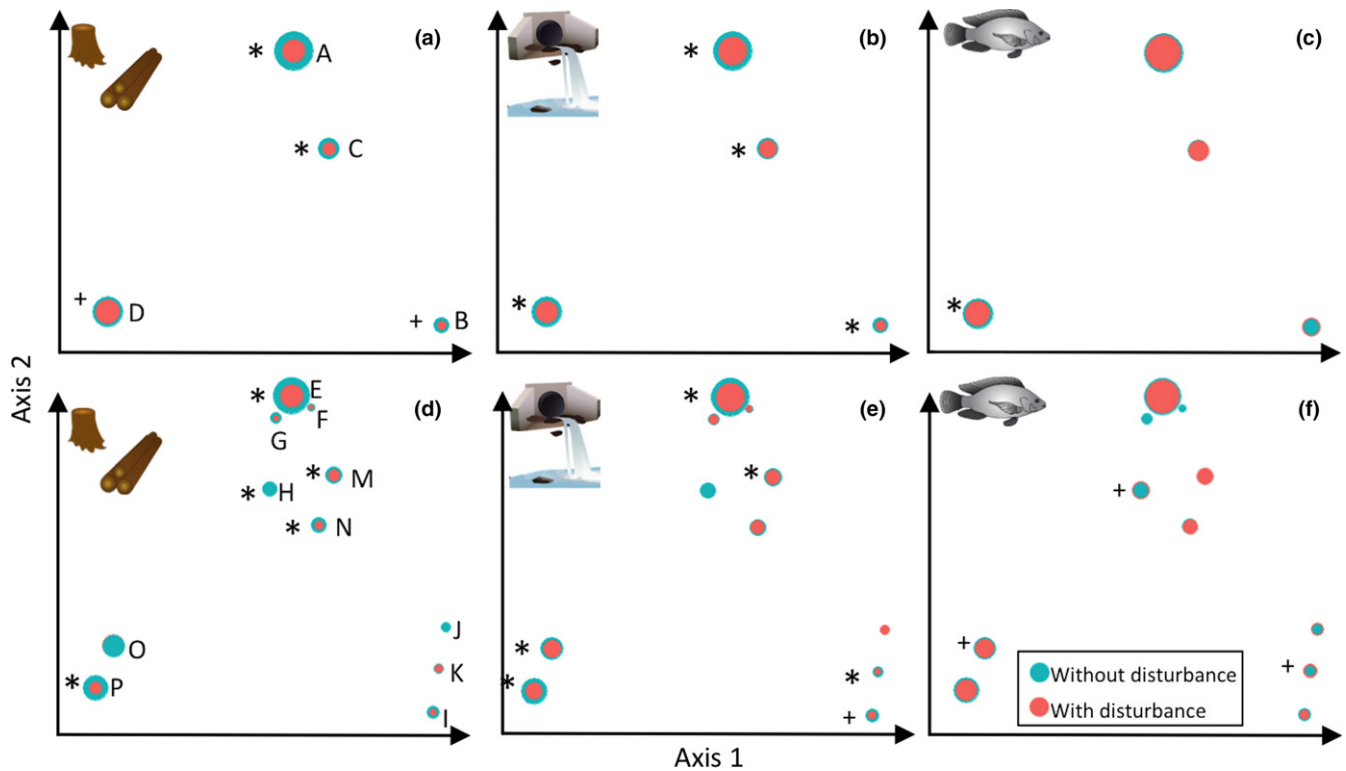 (a)
* A
* C
+ D
+ B
(b)
*
*
*
*
(c)
*
Axis 2
(d)
* E
F
G
* M
* H
* N
O
* P
J
K
I
(e)
*
*
*
*
*
+
(f)
+
+
+
Without disturbance
With disturbance
Axis 1